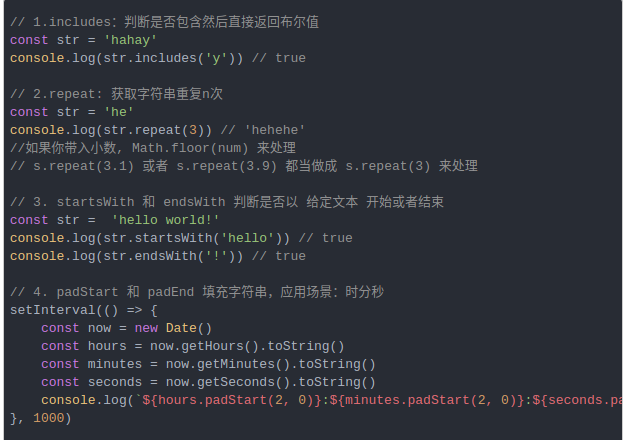 // 1.includes：判断是否包含然后直接返回布尔值
const str = 'hahay'
console.log(str.includes('y')) // true
// 2.repeat: 获取字符串重复n次
const str = 'he'
console.log(str.repeat(3)) // 'hehehe'
//如果你带入小数, Math.floor(num) 来处理
// s.repeat(3.1) 或者 s.repeat(3.9) 都当做成 s.repeat(3) 来处理
// 3. startsWith 和 endsWith 判断是否以 给定文本 开始或者结束
const str =  'hello world!'
console.log(str.startsWith('hello')) // true
console.log(str.endsWith('!')) // true
// 4. padStart 和 padEnd 填充字符串，应用场景：时分秒
setInterval(() => {
    const now = new Date()
    const hours = now.getHours().toString()
    const minutes = now.getMinutes().toString()
    const seconds = now.getSeconds().toString()
    console.log(`${hours.padStart(2, 0)}:${minutes.padStart(2, 0)}:${seconds.pa
}, 1000)